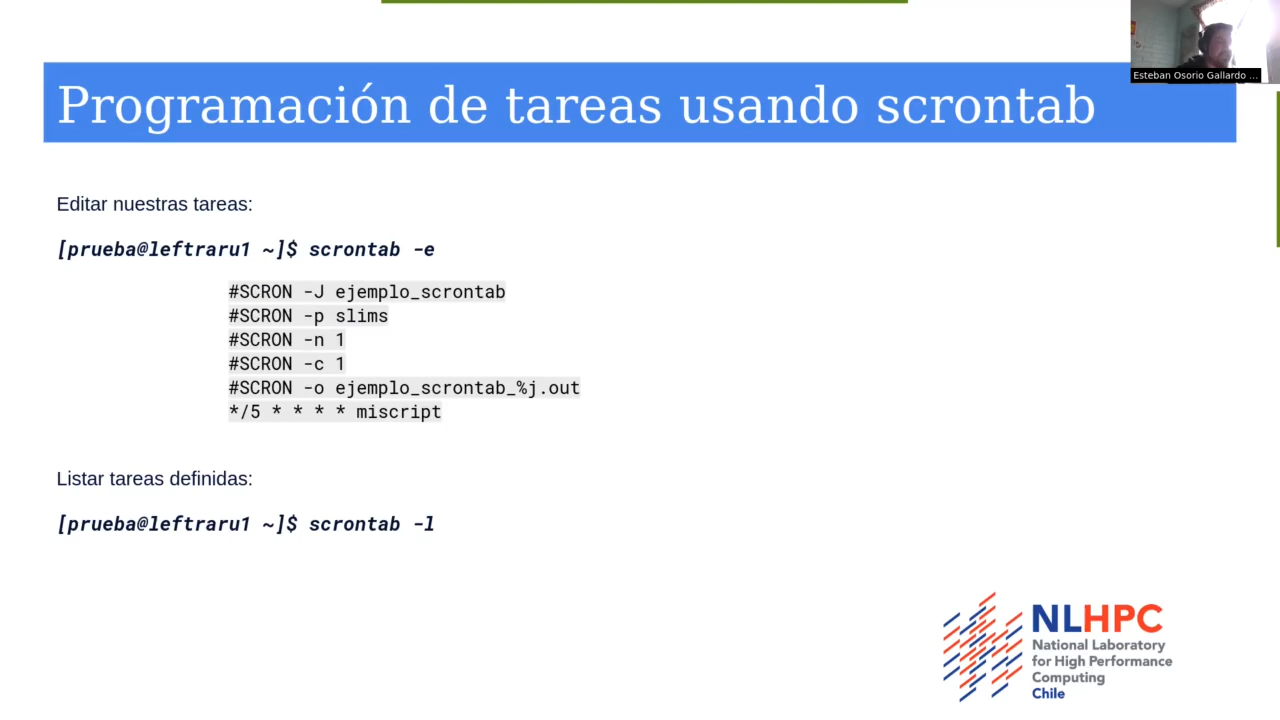 Esteban Osorio Gallardo ...
Programación de tareas usando scrontab
Editar nuestras tareas:
[prueba@leftraru1 ~]$ scrontab -e
#SCRON -J ejemplo_scrontab
#SCRON -p slims
#SCRON -n 1
#SCRON -c 1
#SCRON -o ejemplo_scrontab_%j.out
*/5 * * * * miscript
Listar tareas definidas:
[prueba@leftraru1 ~]$ scrontab -l
NLHPC
National Laboratory
for High Performance
Computing
Chile